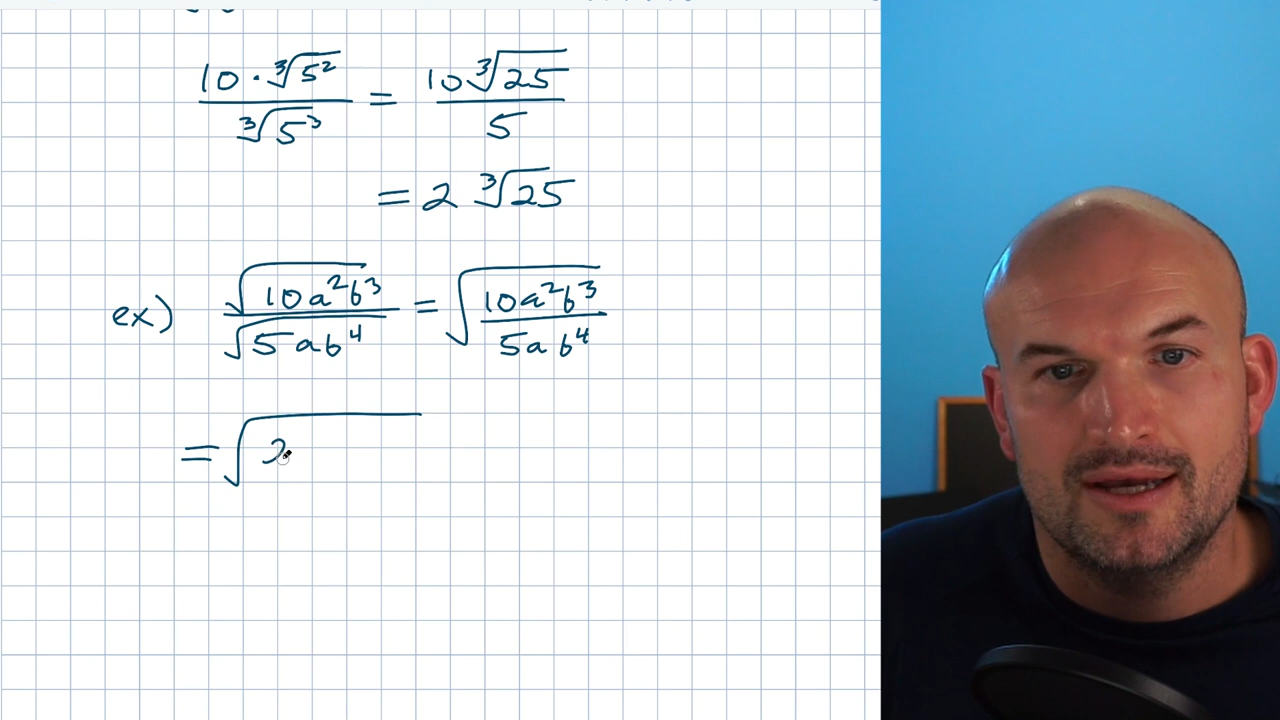 10 · ∛5² / ∛5³ = 10∛25 / 5
= 2 ∛25
ex) √10a²b³ / √5ab⁴ = √(10a²b³ / 5ab⁴)
= √2